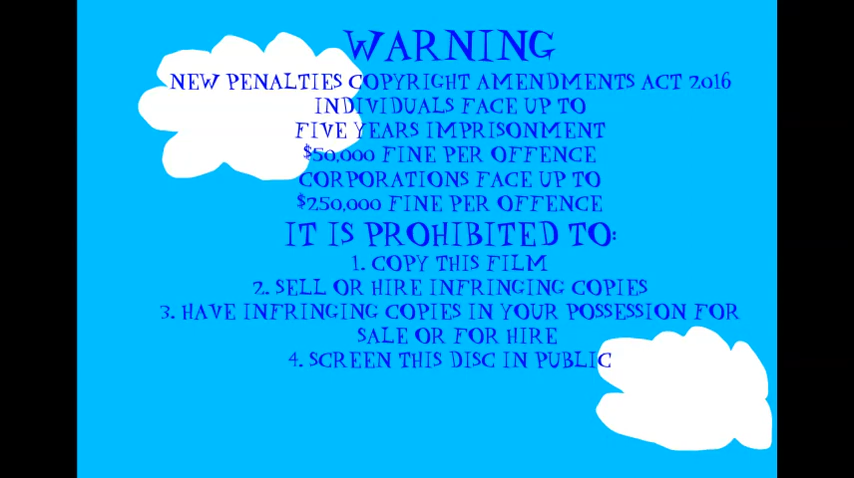 WARNING
NEW PENALTIES COPYRIGHT AMENDMENTS ACT 2016
INDIVIDUALS FACE UP TO
FIVE YEARS IMPRISONMENT
$50,000 FINE PER OFFENCE
CORPORATIONS FACE UP TO
$250,000 FINE PER OFFENCE
IT IS PROHIBITED TO:
1. COPY THIS FILM
2. SELL OR HIRE INFRINGING COPIES
3. HAVE INFRINGING COPIES IN YOUR POSSESSION FOR
SALE OR FOR HIRE
4. SCREEN THIS DISC IN PUBLIC